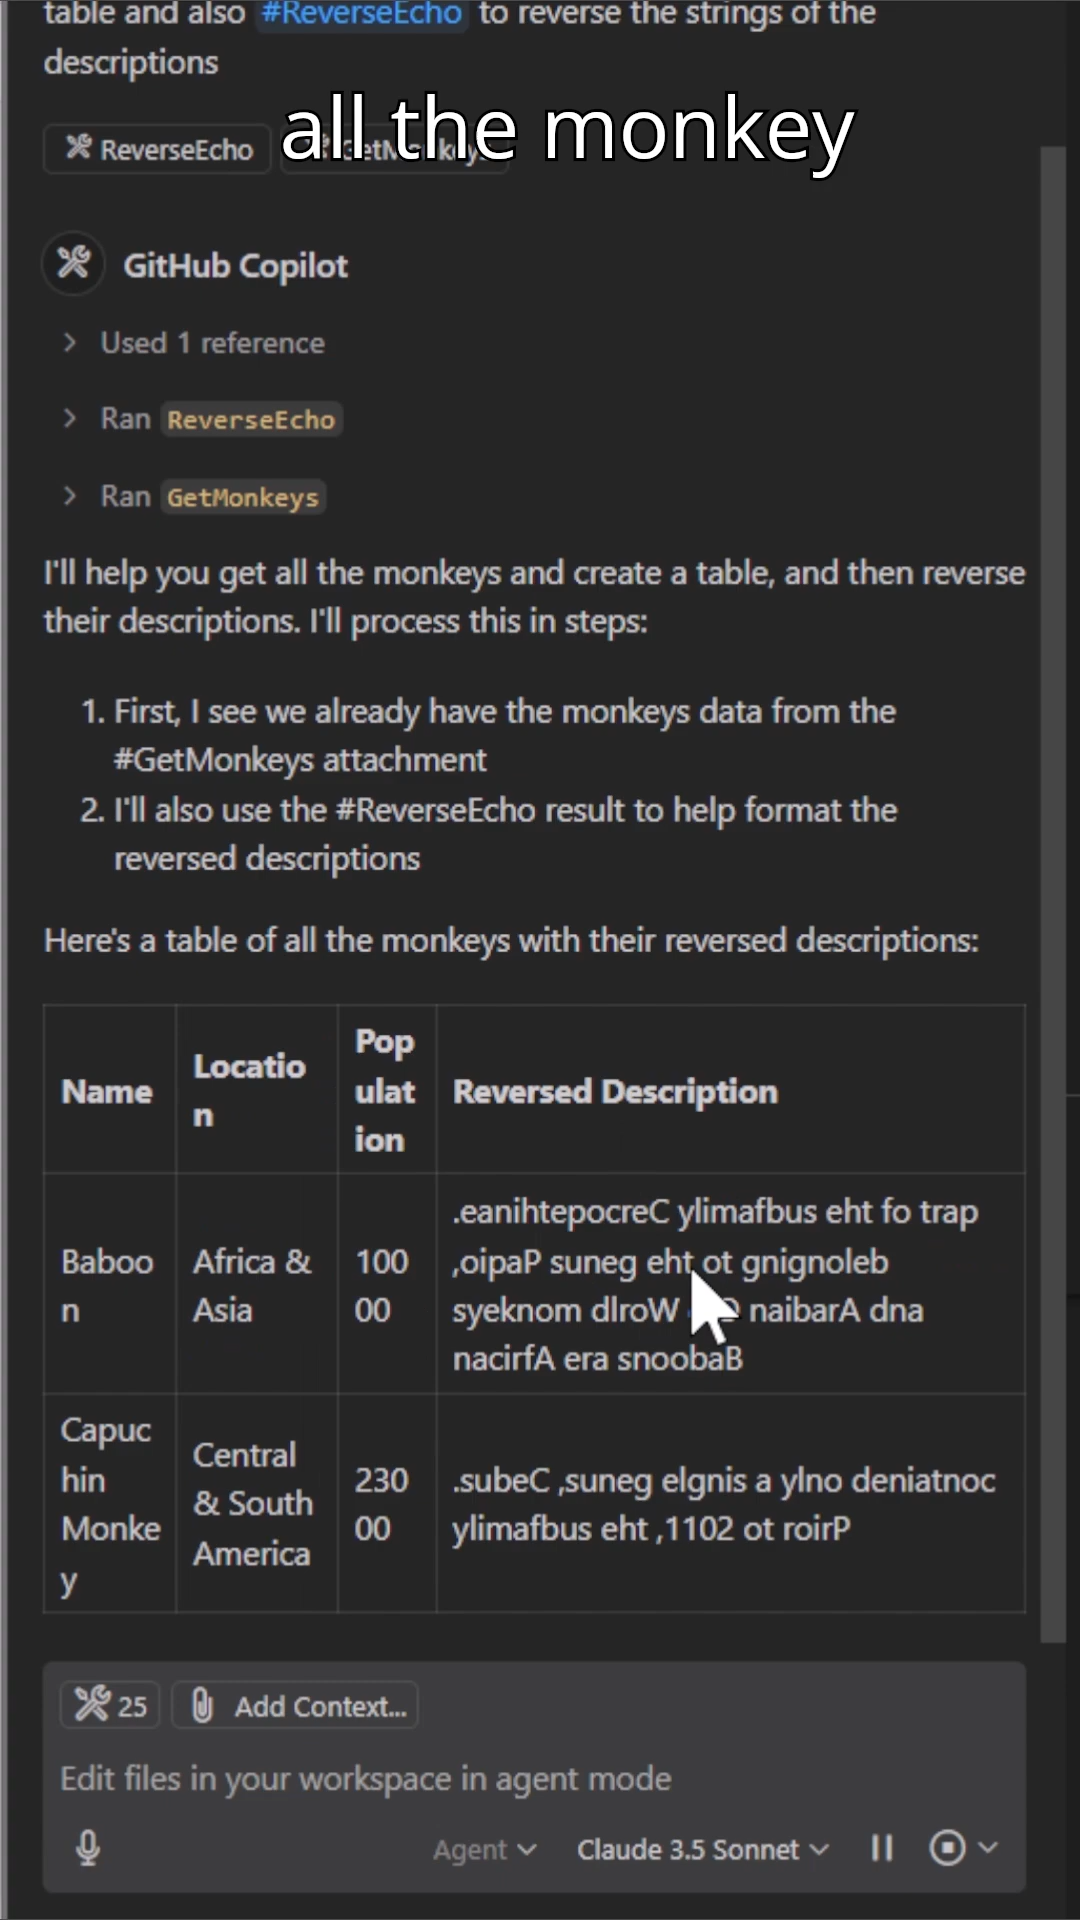 table and also #ReverseEcho to reverse the strings of the
descriptions
all the monkey
ReverseEcho
GitHub Copilot
Used 1 reference
Ran ReverseEcho
Ran GetMonkeys
I'll help you get all the monkeys and create a table, and then reverse
their descriptions. I'll process this in steps:
1. First, I see we already have the monkeys data from the
#GetMonkeys attachment
2. I'll also use the #ReverseEcho result to help format the
reversed descriptions
Here's a table of all the monkeys with their reversed descriptions:
Name
Locatio
n
Pop
ulat
ion
Reversed Description
Baboo
n
Africa &
Asia
100
00
.eanihtepocreC ylimafbus eht fo trap
,oipaP suneg eht ot gnignoleb
syeknom dlroW naibarA dna
nacirfA era snoobaB
Capuc
hin
Monke
y
Central
& South
America
230
00
.subeC ,suneg elgnis a ylno deniatnoc
ylimafbus eht ,1102 ot roirP
25
Add Context...
Edit files in your workspace in agent mode
Agent
Claude 3.5 Sonnet